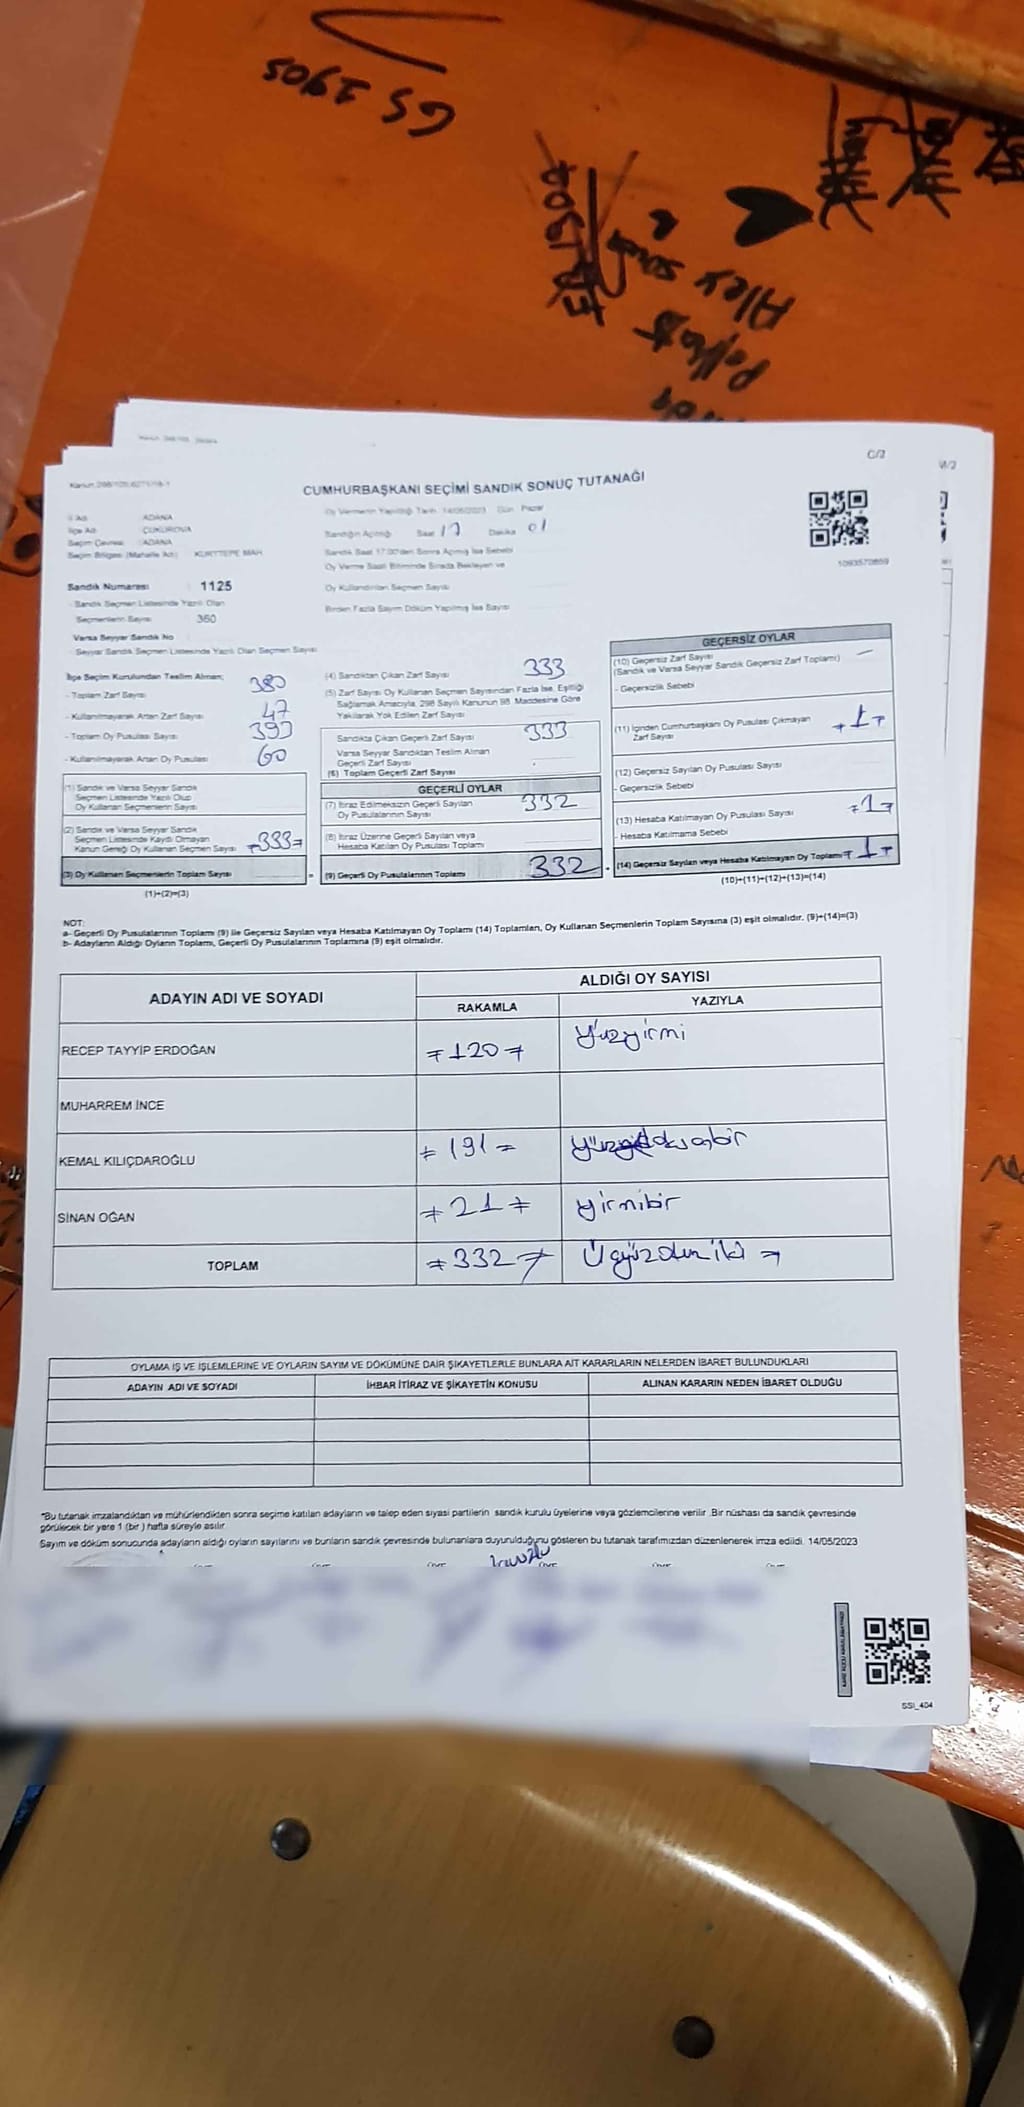 GS 1905
Alex
Kanun 298/105
C/2
M/2
CUMHURBAŞKANI SEÇİMİ SANDIK SONUÇ TUTANAĞI
İl Adı : ADANA
İlçe Adı : ÇUKUROVA
Seçim Çevresi : ADANA
Seçim Bölgesi (Mahalle Adı) : KURTTEPE MAH
Oy Vermenin Yapıldığı Tarih 14/05/2023 Gün Pazar
Sandığın Açıldığı Saat 17 Dakika 01
Sandık Saat 17:00'den Sonra Açılmış İse Sebebi
Oy Verme Saati Bitiminde Sırada Bekleyen ve
Oy Kullandırılan Seçmen Sayısı
Birden Fazla Sayım Döküm Yapılmış İse Sayısı
1093570859
Sandık Numarası : 1125
- Sandık Seçmen Listesinde Yazılı Olan
Seçmenlerin Sayısı : 360
Varsa Seyyar Sandık No
- Seyyar Sandık Seçmen Listesinde Yazılı Olan Seçmen Sayısı
İlçe Seçim Kurulundan Teslim Alınan;
- Toplam Zarf Sayısı 380
- Kullanılmayarak Artan Zarf Sayısı 47
- Toplam Oy Pusulası Sayısı 393
- Kullanılmayarak Artan Oy Pusulası 60
(1) Sandık ve Varsa Seyyar Sandık
Seçmen Listesinde Yazılı Olup
Oy Kullanan Seçmenlerin Sayısı
(2) Sandık ve Varsa Seyyar Sandık
Seçmen Listesinde Kaydı Olmayan
Kanun Gereği Oy Kullanan Seçmen Sayısı =333=
(3) Oy Kullanan Seçmenlerin Toplam Sayısı
(1)+(2)=(3)
(4) Sandıktan Çıkan Zarf Sayısı 333
(5) Zarf Sayısı Oy Kullanan Seçmen Sayısından Fazla İse, Eşitliği
Sağlamak Amacıyla, 298 Sayılı Kanunun 98. Maddesine Göre
Yakılarak Yok Edilen Zarf Sayısı
Sandıkta Çıkan Geçerli Zarf Sayısı 333
Varsa Seyyar Sandıktan Teslim Alınan
Geçerli Zarf Sayısı
(6) Toplam Geçerli Zarf Sayısı
GEÇERLİ OYLAR
(7) İtiraz Edilmeksizin Geçerli Sayılan
Oy Pusulalarının Sayısı 332
(8) İtiraz Üzerine Geçerli Sayılan veya
Hesaba Katılan Oy Pusulası Toplamı
(9) Geçerli Oy Pusulalarının Toplamı 332
GEÇERSİZ OYLAR
(10) Geçersiz Zarf Sayısı
(Sandık ve Varsa Seyyar Sandık Geçersiz Zarf Toplamı)
- Geçersizlik Sebebi
(11) İçinden Cumhurbaşkanı Oy Pusulası Çıkmayan
Zarf Sayısı =1=
(12) Geçersiz Sayılan Oy Pusulası Sayısı
- Geçersizlik Sebebi
(13) Hesaba Katılmayan Oy Pusulası Sayısı =1=
- Hesaba Katılmama Sebebi
(14) Geçersiz Sayılan veya Hesaba Katılmayan Oy Toplamı =1=
(10)+(11)+(12)+(13)=(14)
NOT:
a- Geçerli Oy Pusulalarının Toplamı (9) ile Geçersiz Sayılan veya Hesaba Katılmayan Oy Toplamı (14) Toplamları, Oy Kullanan Seçmenlerin Toplam Sayısına (3) eşit olmalıdır. (9)+(14)=(3)
b- Adayların Aldığı Oyların Toplamı, Geçerli Oy Pusulalarının Toplamına (9) eşit olmalıdır.
ADAYIN ADI VE SOYADI
ALDIĞI OY SAYISI
RAKAMLA YAZIYLA
RECEP TAYYİP ERDOĞAN =120= Yüzyirmi
MUHARREM İNCE
KEMAL KILIÇDAROĞLU =191=
SİNAN OĞAN =21= yirmibir
TOPLAM =332=
OYLAMA İŞ VE İŞLEMLERİNE VE OYLARIN SAYIM VE DÖKÜMÜNE DAİR ŞİKAYETLERLE BUNLARA AİT KARARLARIN NELERDEN İBARET BULUNDUKLARI
ADAYIN ADI VE SOYADI İHBAR İTİRAZ VE ŞİKAYETİN KONUSU ALINAN KARARIN NEDEN İBARET OLDUĞU
*Bu tutanak imzalandıktan ve mühürlendikten sonra seçime katılan adayların ve talep eden siyasi partilerin sandık kurulu üyelerine veya gözlemcilerine verilir. Bir nüshası da sandık çevresinde
görülecek bir yere 1 (bir) hafta süreyle asılır.
Sayım ve döküm sonucunda adayların aldığı oyların sayılarını ve bunların sandık çevresinde bulunanlara duyurulduğunu gösteren bu tutanak tarafımızdan düzenlenerek imza edildi. 14/05/2023
SSI_404